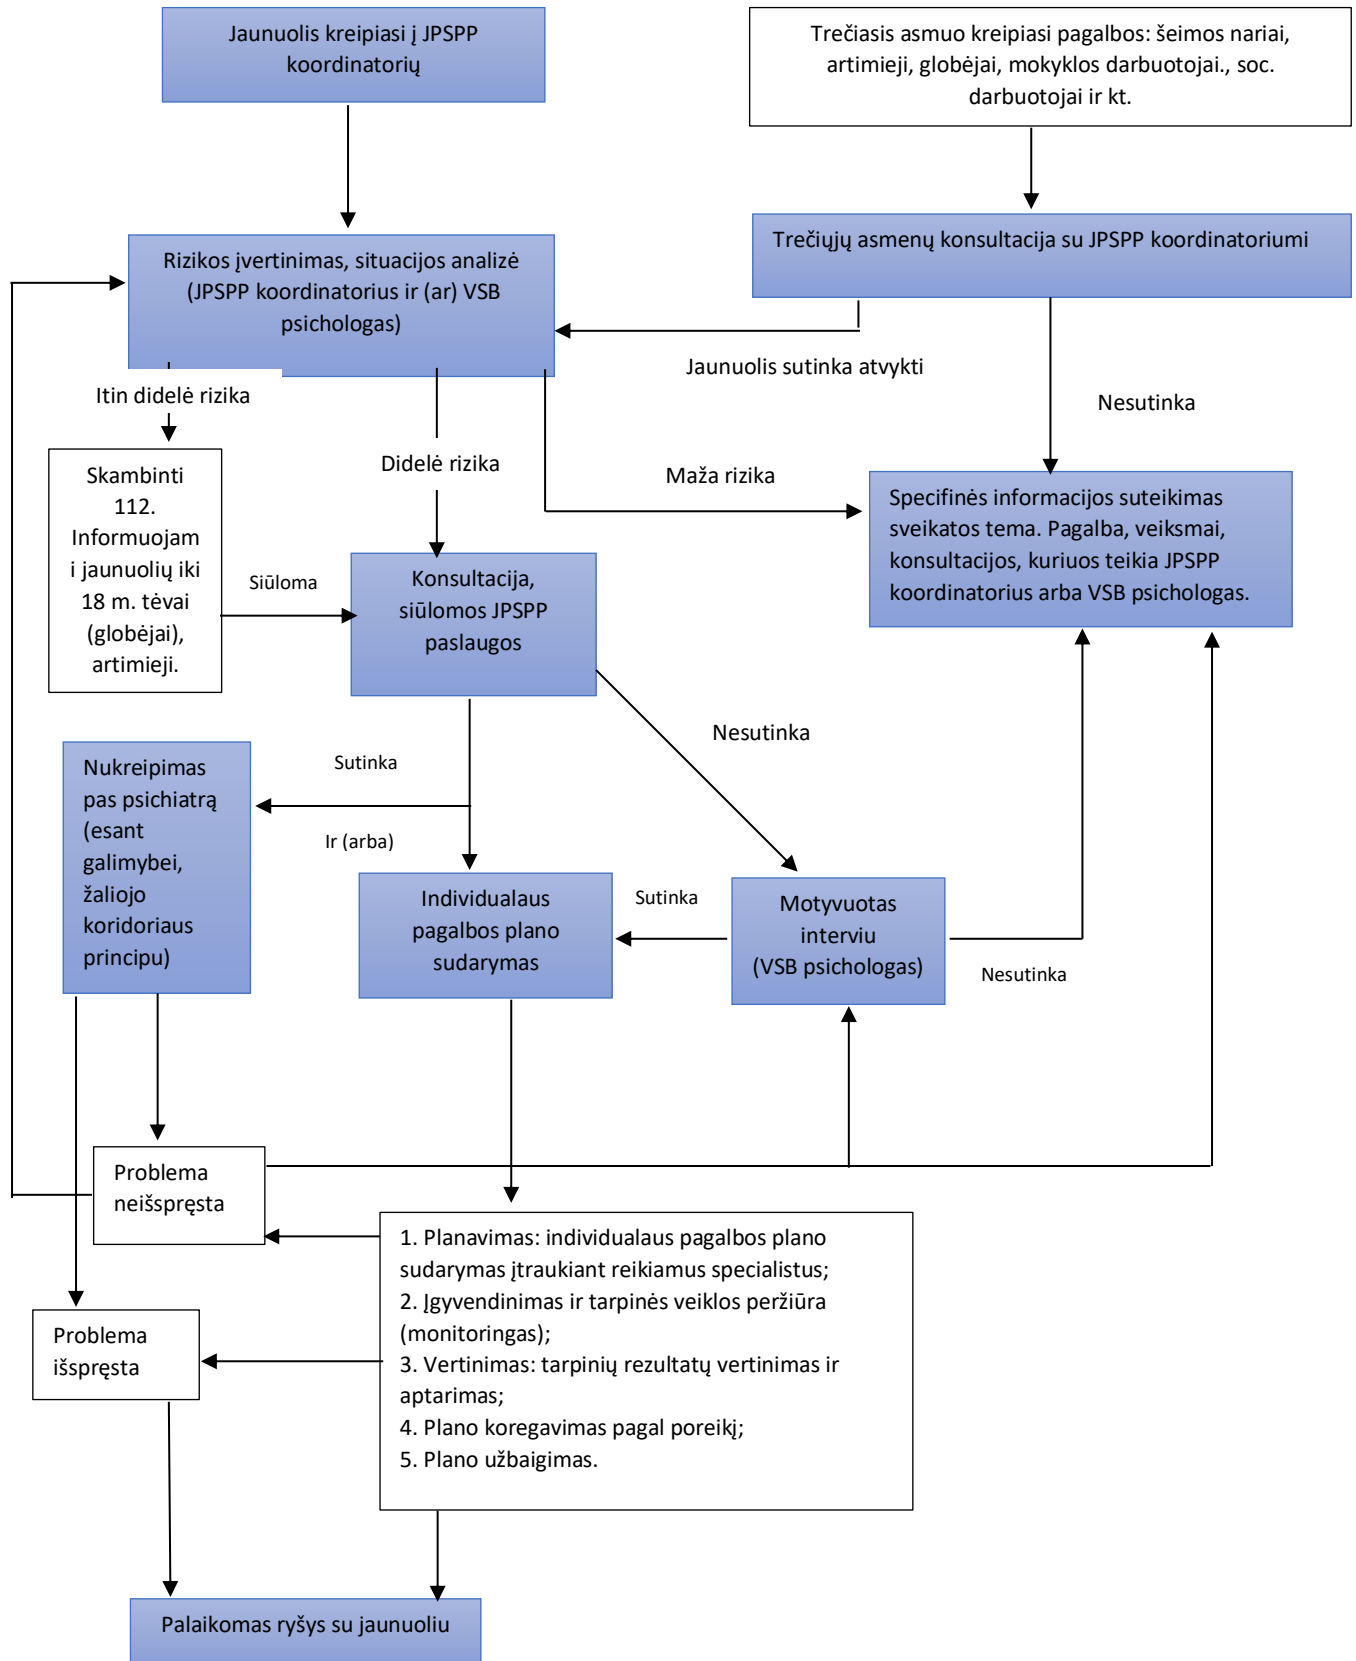 Jaunuolis kreipiasi į JPSPP
koordinatorių
Trečiasis asmuo kreipiasi pagalbos: šeimos nariai,
artimieji, globėjai, mokyklos darbuotojai., soc.
darbuotojai ir kt.
Trečiųjų asmenų konsultacija su JPSPP koordinatoriumi
Rizikos įvertinimas, situacijos analizė
(JPSPP koordinatorius ir (ar) VSB
psichologas)
Jaunuolis sutinka atvykti
Nesutinka
Itin didelė rizika
Didelė rizika
Maža rizika
Skambinti
112.
Informuojam
i jaunuolių iki
18 m. tėvai
(globėjai),
artimieji.
Siūloma
Konsultacija,
siūlomos JPSPP
paslaugos
Specifinės informacijos suteikimas
sveikatos tema. Pagalba, veiksmai,
konsultacijos, kuriuos teikia JPSPP
koordinatorius arba VSB psichologas.
Nesutinka
Sutinka
Ir (arba)
Nukreipimas
pas psichiatrą
(esant
galimybei,
žaliojo
koridoriaus
principu)
Individualaus
pagalbos plano
sudarymas
Sutinka
Motyvuotas
interviu
(VSB psichologas)
Nesutinka
Problema
neišspręsta
Problema
išspręsta
1. Planavimas: individualaus pagalbos plano
sudarymas įtraukiant reikiamus specialistus;
2. Įgyvendinimas ir tarpinės veiklos peržiūra
(monitoringas);
3. Vertinimas: tarpinių rezultatų vertinimas ir
aptarimas;
4. Plano koregavimas pagal poreikį;
5. Plano užbaigimas.
Palaikomas ryšys su jaunuoliu